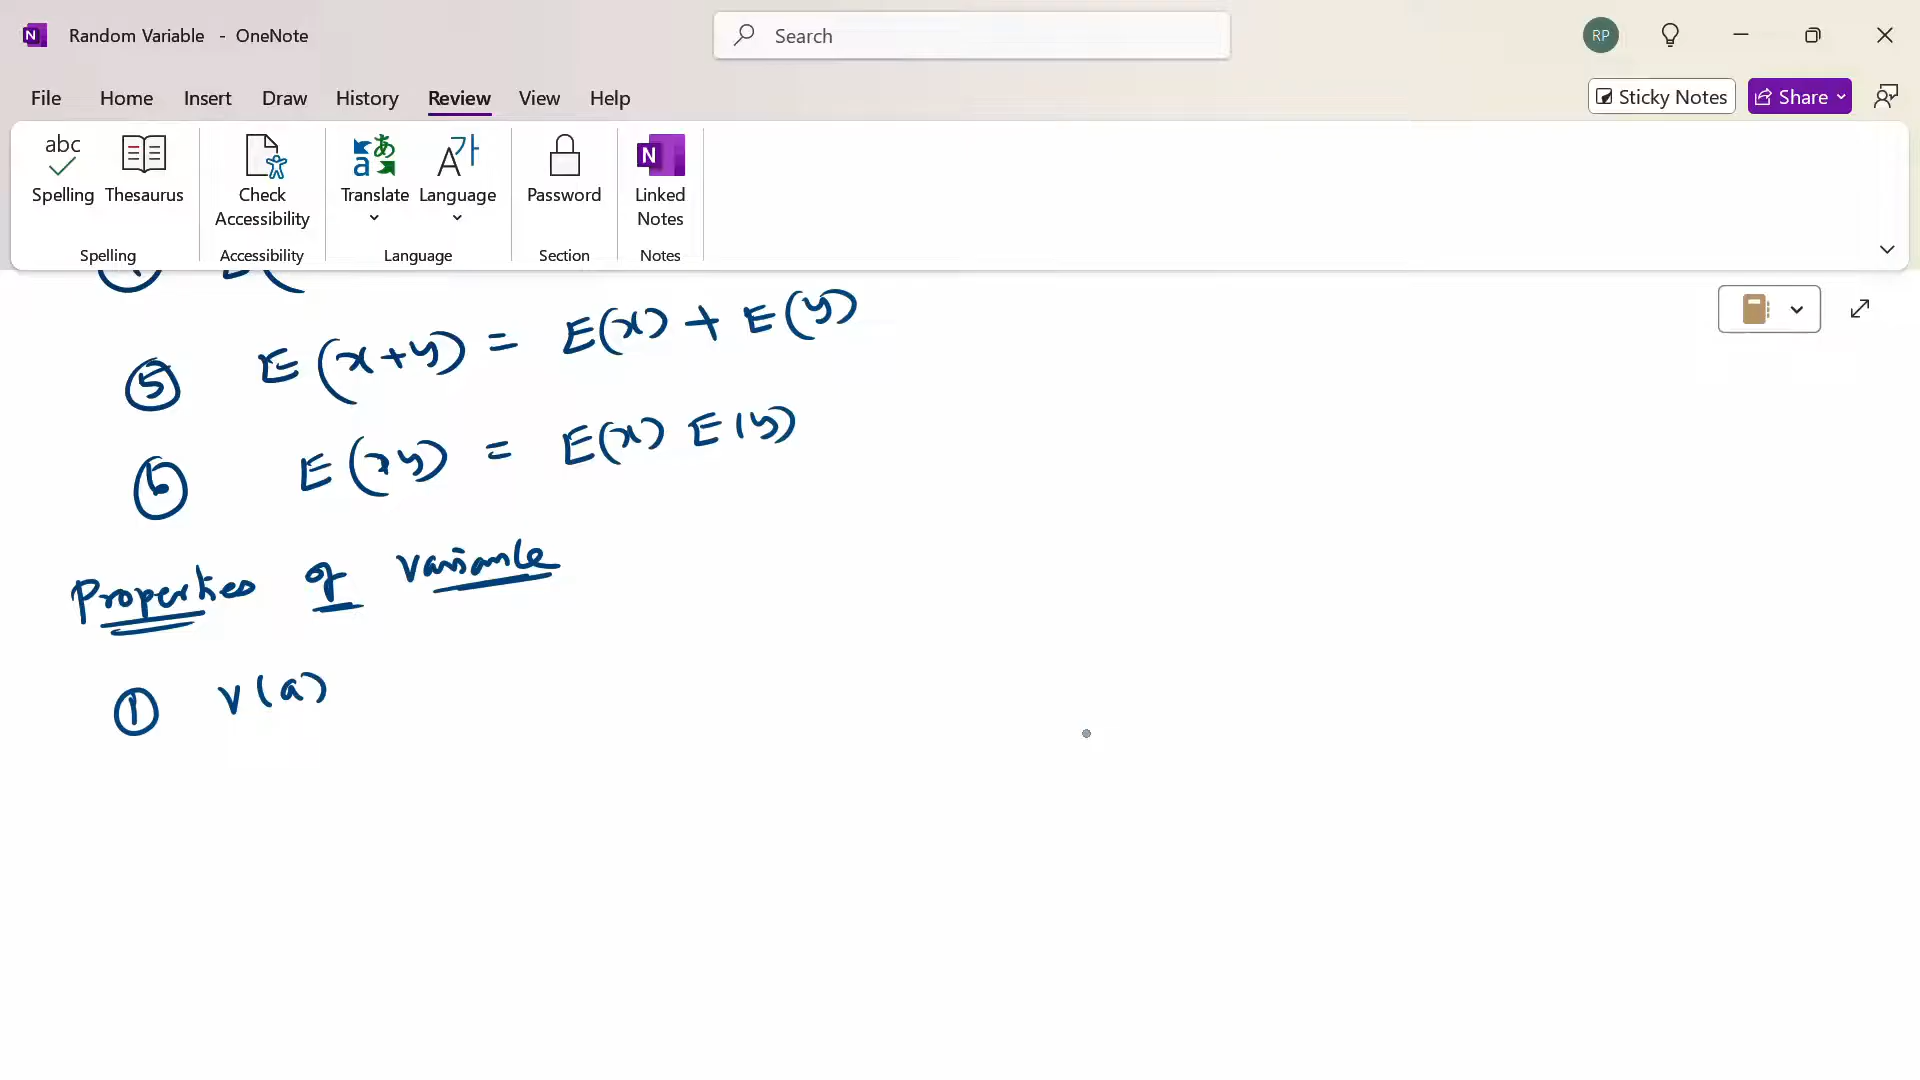 Random Variable - OneNote
Search
RP
File Home Insert Draw History Review View Help
Sticky Notes Share
abc
Spelling Thesaurus Check Accessibility Translate Language Password Linked Notes
Spelling Accessibility Language Section Notes
⑤ E(x+y) = E(x) + E(y)
⑥ E(xy) = E(x) E(y)
Properties of variance
① V(a)